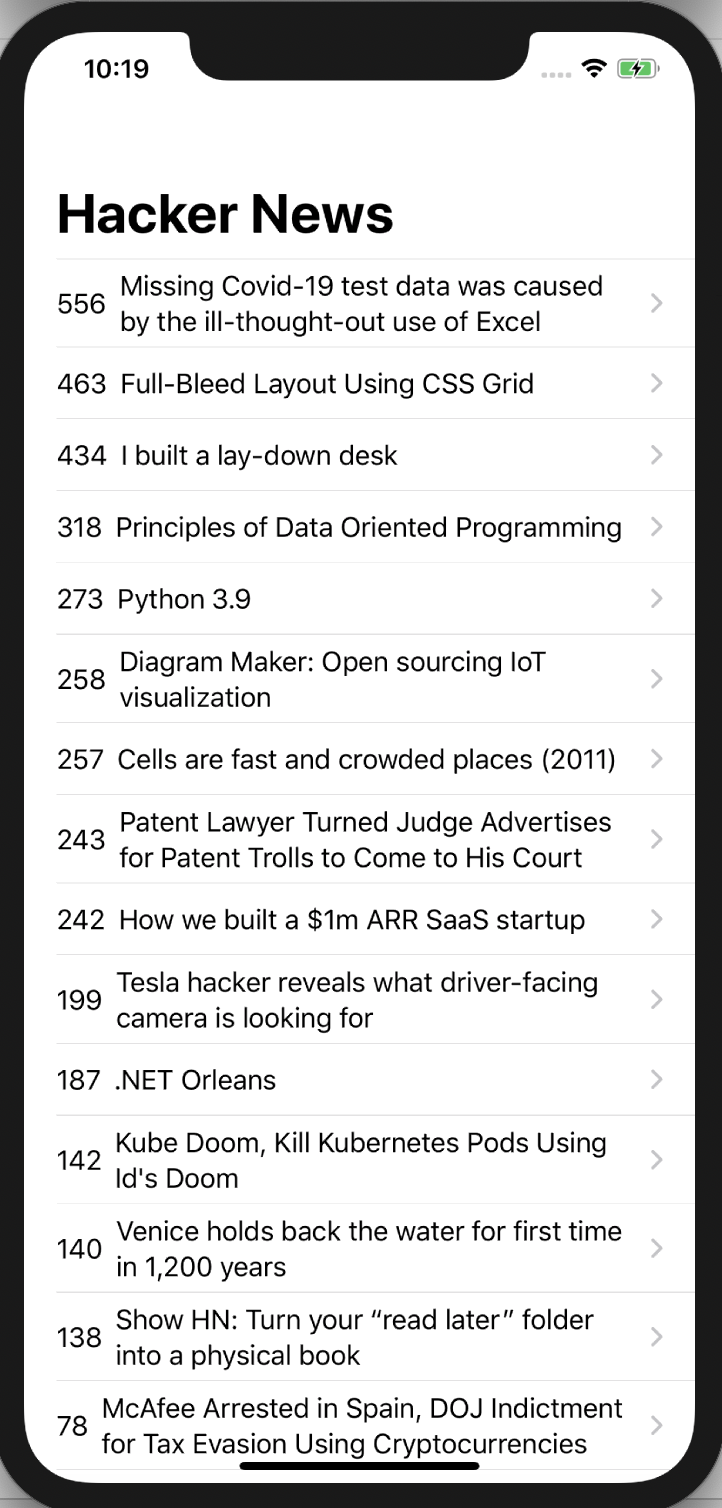 10:19
Hacker News
556 Missing Covid-19 test data was caused
by the ill-thought-out use of Excel
463 Full-Bleed Layout Using CSS Grid
434 I built a lay-down desk
318 Principles of Data Oriented Programming
273 Python 3.9
258 Diagram Maker: Open sourcing IoT
visualization
257 Cells are fast and crowded places (2011)
243 Patent Lawyer Turned Judge Advertises
for Patent Trolls to Come to His Court
242 How we built a $1m ARR SaaS startup
199 Tesla hacker reveals what driver-facing
camera is looking for
187 .NET Orleans
142 Kube Doom, Kill Kubernetes Pods Using
Id's Doom
140 Venice holds back the water for first time
in 1,200 years
138 Show HN: Turn your “read later” folder
into a physical book
78 McAfee Arrested in Spain, DOJ Indictment
for Tax Evasion Using Cryptocurrencies